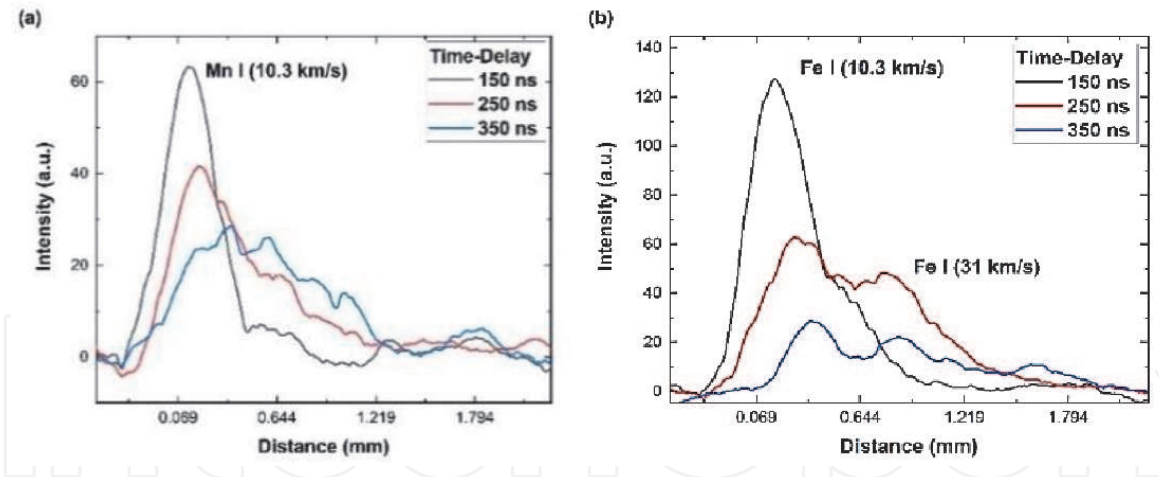 (a)
Mn I (10.3 km/s)
Time-Delay
150 ns
250 ns
350 ns
60
40
20
0
Intensity (a.u.)
0.069 0.644 1.219 1.794
Distance (mm)
(b)
Fe I (10.3 km/s)
Time-Delay
150 ns
250 ns
350 ns
Fe I (31 km/s)
140
120
100
80
60
40
20
0
Intensity (a.u.)
0.069 0.644 1.219 1.794
Distance (mm)